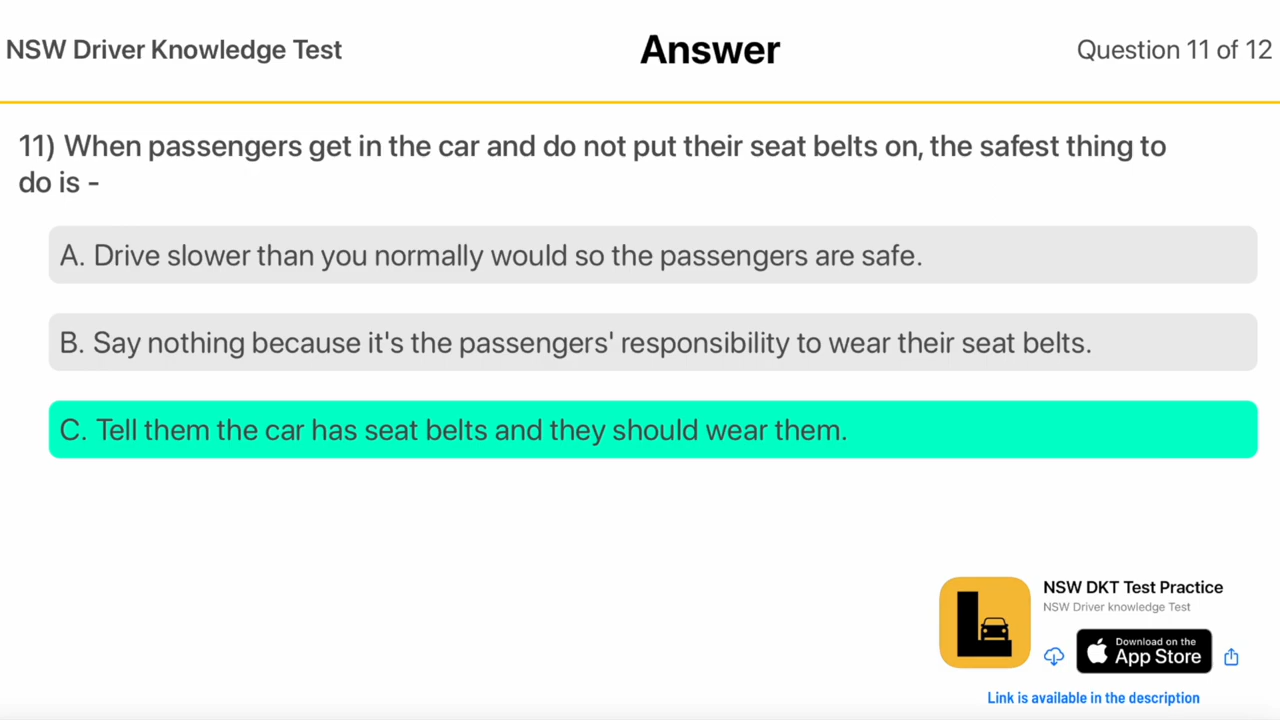 NSW Driver Knowledge Test
Answer
Question 11 of 12
11) When passengers get in the car and do not put their seat belts on, the safest thing to
do is -
A. Drive slower than you normally would so the passengers are safe.
B. Say nothing because it's the passengers' responsibility to wear their seat belts.
C. Tell them the car has seat belts and they should wear them.
NSW DKT Test Practice
NSW Driver knowledge Test
Download on the
App Store
Link is available in the description